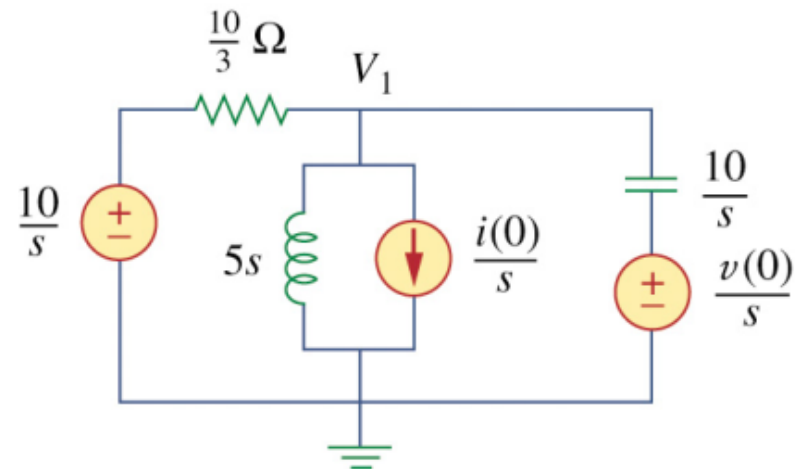 10/3 Ω
V₁
10/s
+
−
5s
i(0)/s
10/s
+
−
v(0)/s